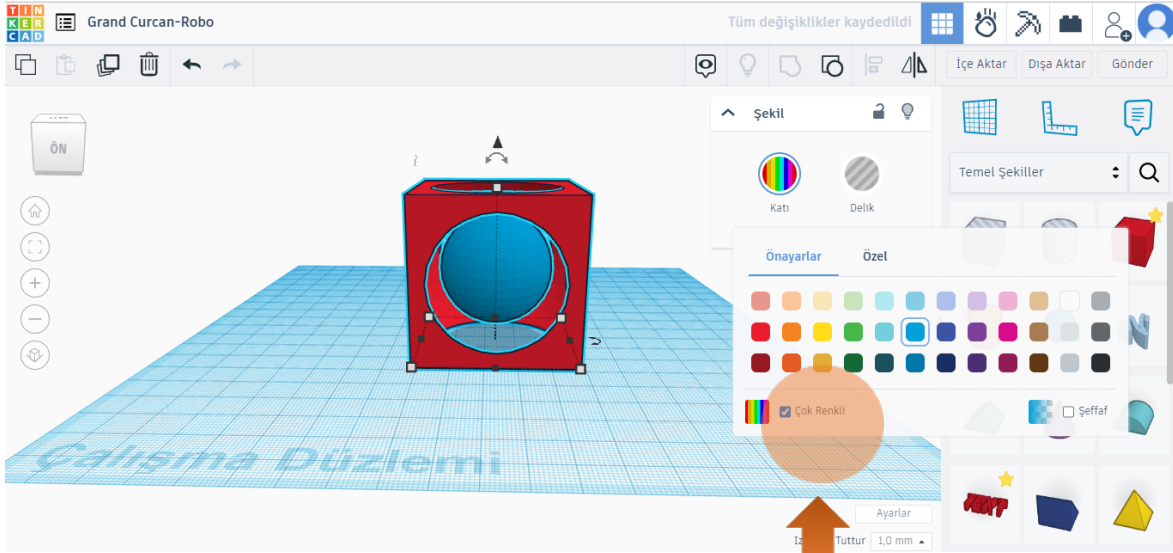 TIN
KER
CAD
Grand Curcan-Robo
Tüm değişiklikler kaydedildi
İçe Aktar
Dışa Aktar
Gönder
Şekil
ÖN
Temel Şekiller
Katı
Delik
Önayarlar
Özel
Çok Renkli
Şeffaf
Çalışma Düzlemi
TEXT
Ayarlar
Tuttur
1,0 mm